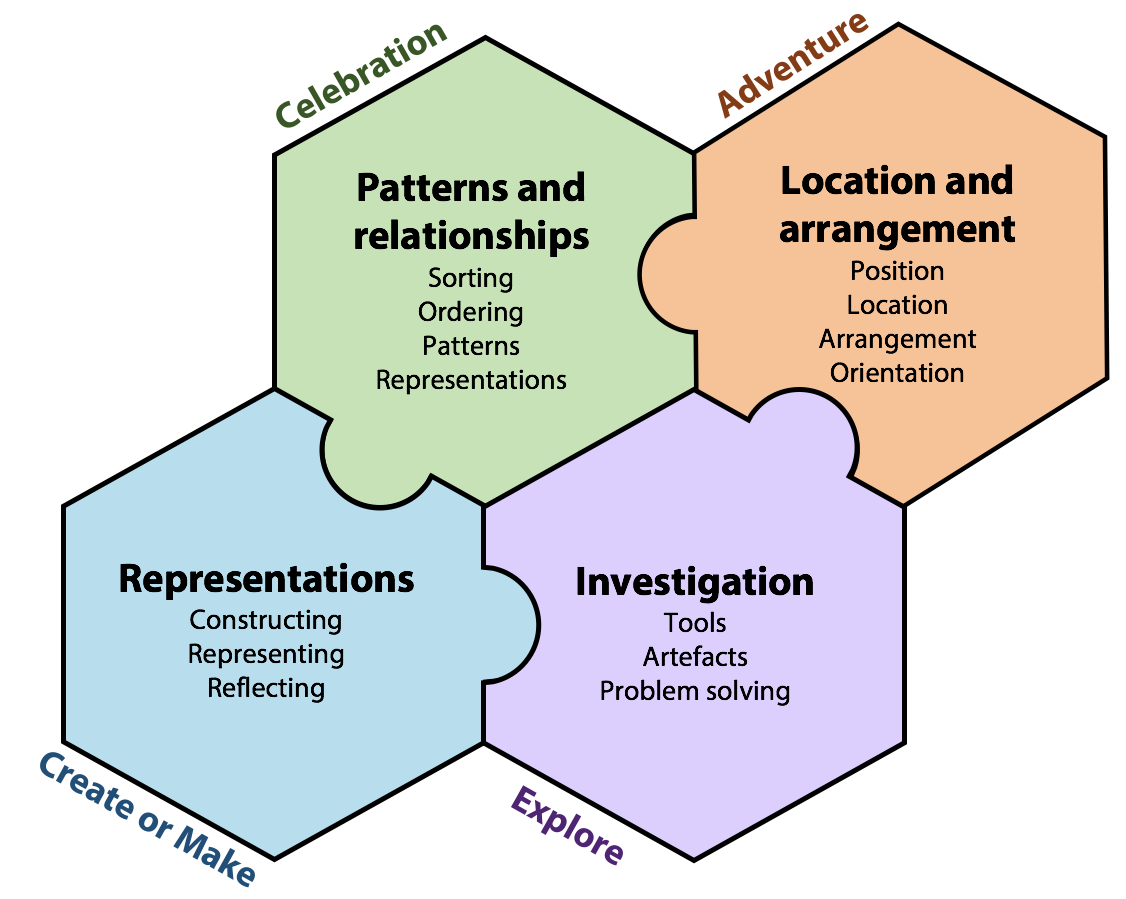 Celebration
Patterns and
relationships
Sorting
Ordering
Patterns
Representations
Adventure
Location and
arrangement
Position
Location
Arrangement
Orientation
Representations
Constructing
Representing
Reflecting
Create or Make
Investigation
Tools
Artefacts
Problem solving
Explore